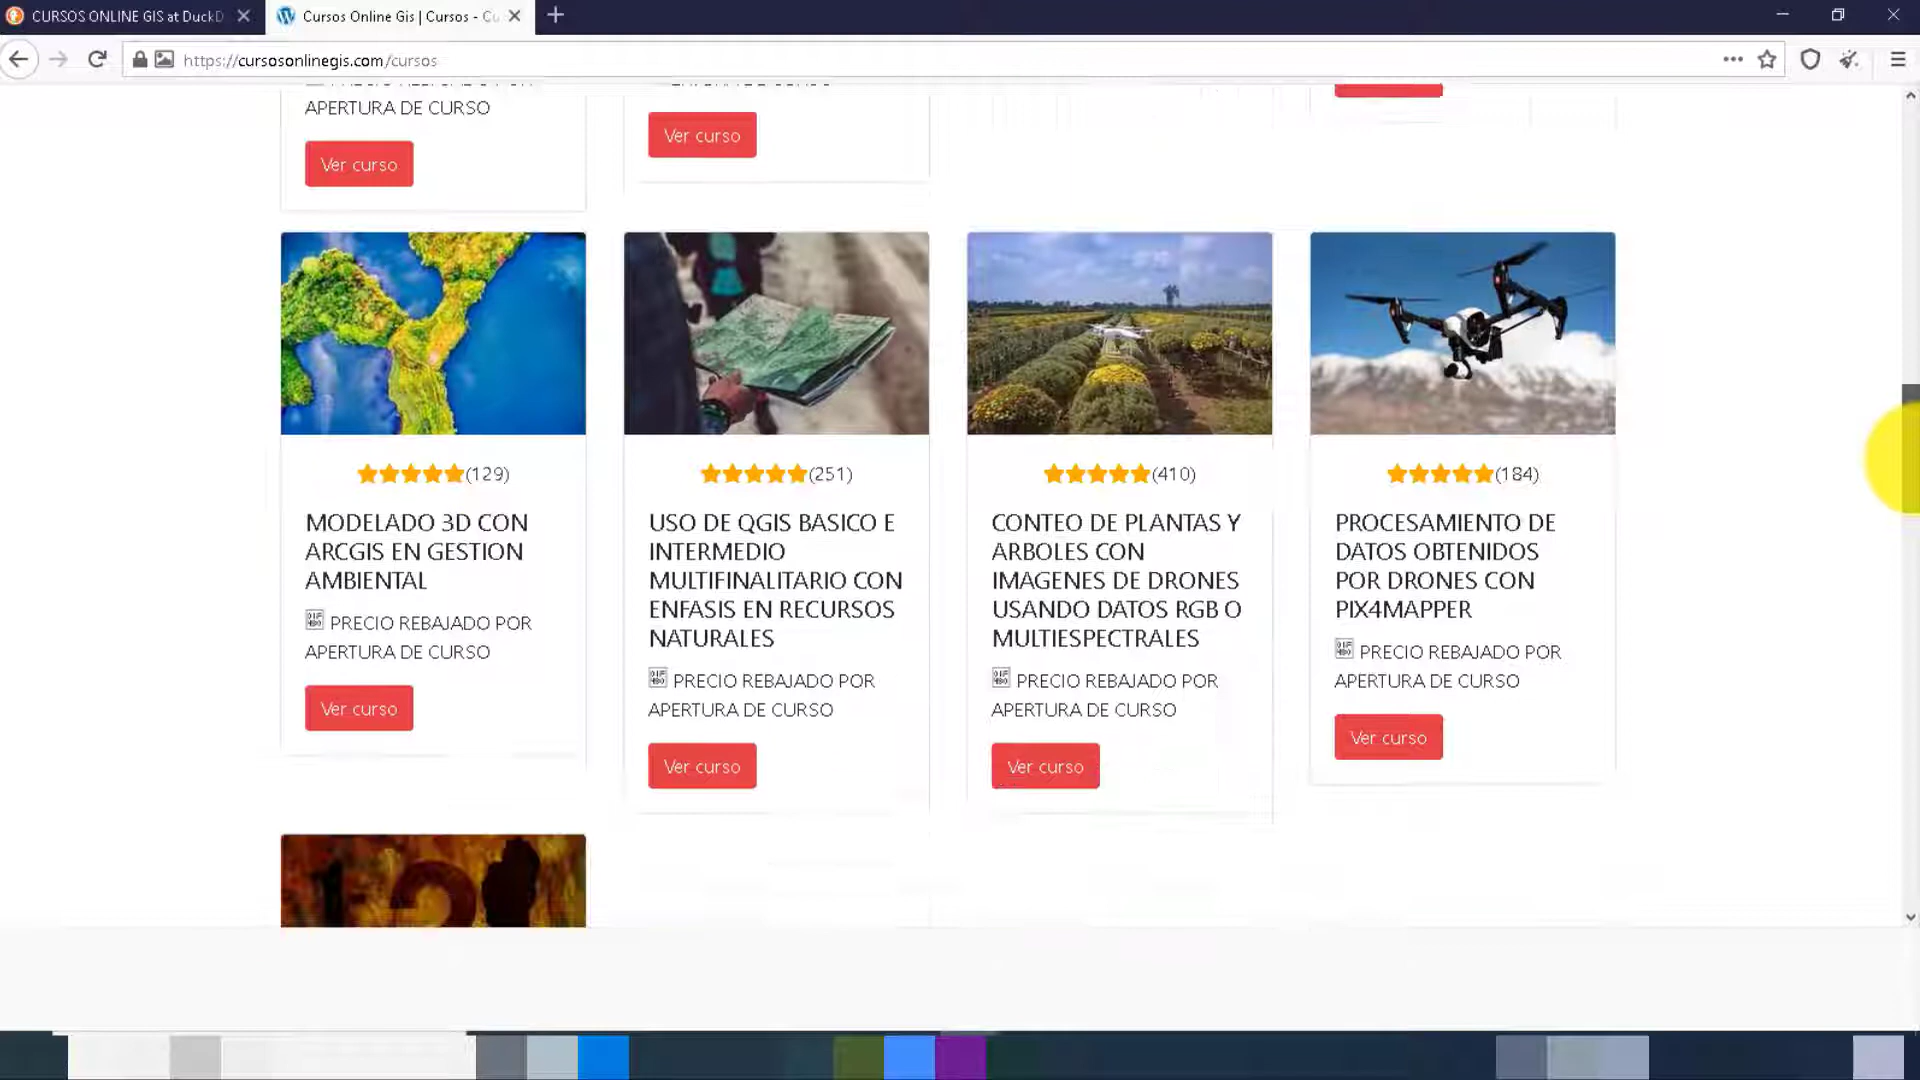 CURSOS ONLINE GIS at DuckD
Cursos Online Gis | Cursos - Cu
https://cursosonlinegis.com/cursos
APERTURA DE CURSO
Ver curso
Ver curso
(129)
MODELADO 3D CON
ARCGIS EN GESTION
AMBIENTAL
PRECIO REBAJADO POR
APERTURA DE CURSO
Ver curso
(251)
USO DE QGIS BASICO E
INTERMEDIO
MULTIFINALITARIO CON
ENFASIS EN RECURSOS
NATURALES
PRECIO REBAJADO POR
APERTURA DE CURSO
Ver curso
(410)
CONTEO DE PLANTAS Y
ARBOLES CON
IMAGENES DE DRONES
USANDO DATOS RGB O
MULTIESPECTRALES
PRECIO REBAJADO POR
APERTURA DE CURSO
Ver curso
(184)
PROCESAMIENTO DE
DATOS OBTENIDOS
POR DRONES CON
PIX4MAPPER
PRECIO REBAJADO POR
APERTURA DE CURSO
Ver curso